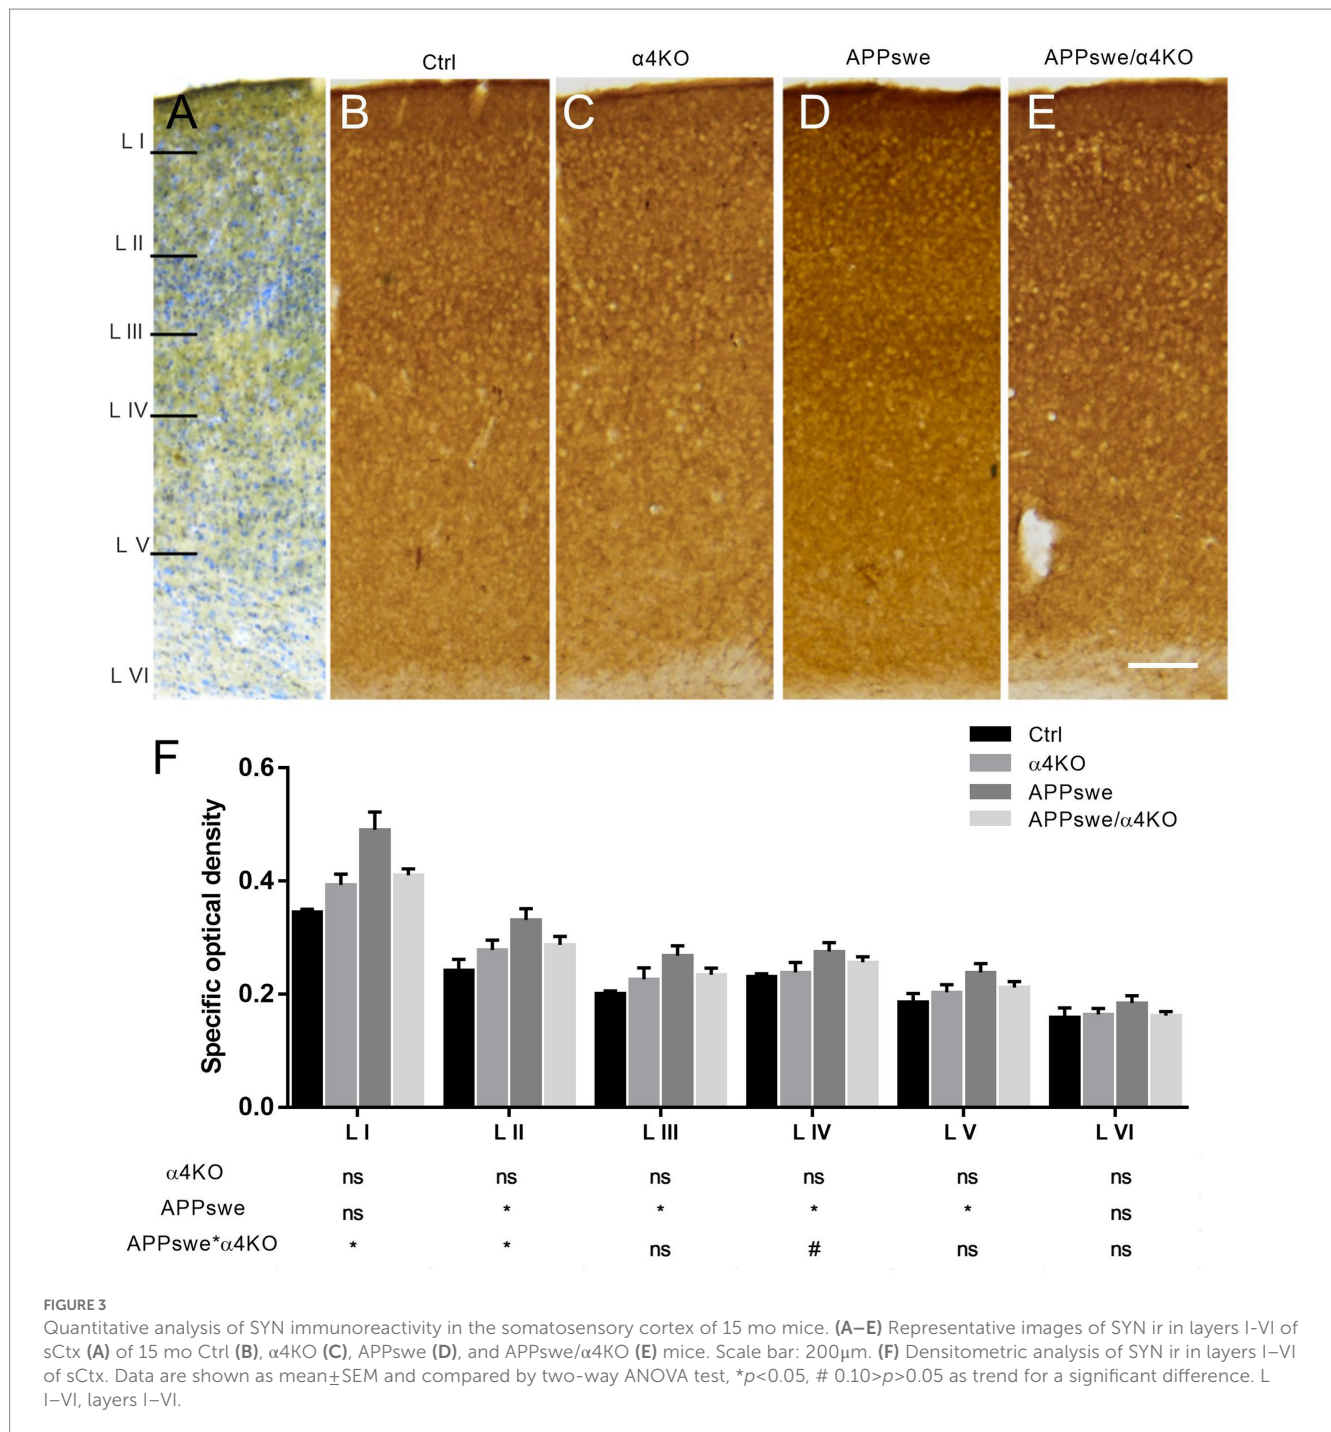 Ctrl α4KO APPswe APPswe/α4KO
A B C D E
L I
L II
L III
L IV
L V
L VI
F
Ctrl
α4KO
APPswe
APPswe/α4KO
Specific optical density
0.6
0.4
0.2
0.0
L I L II L III L IV L V L VI
α4KO ns ns ns ns ns ns
APPswe ns * * * * ns
APPswe*α4KO * * ns # ns ns
FIGURE 3
Quantitative analysis of SYN immunoreactivity in the somatosensory cortex of 15 mo mice. (A–E) Representative images of SYN ir in layers I-VI of
sCtx (A) of 15 mo Ctrl (B), α4KO (C), APPswe (D), and APPswe/α4KO (E) mice. Scale bar: 200μm. (F) Densitometric analysis of SYN ir in layers I–VI
of sCtx. Data are shown as mean±SEM and compared by two-way ANOVA test, *p<0.05, # 0.10>p>0.05 as trend for a significant difference. L
I–VI, layers I–VI.